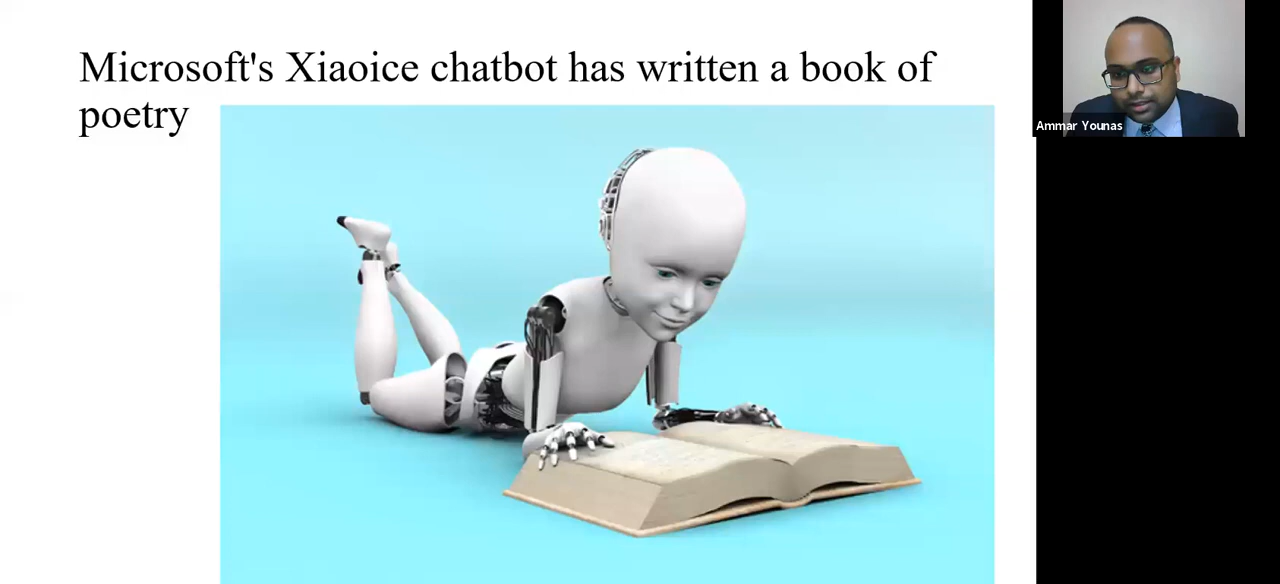 Microsoft's Xiaoice chatbot has written a book of
poetry
Ammar Younas